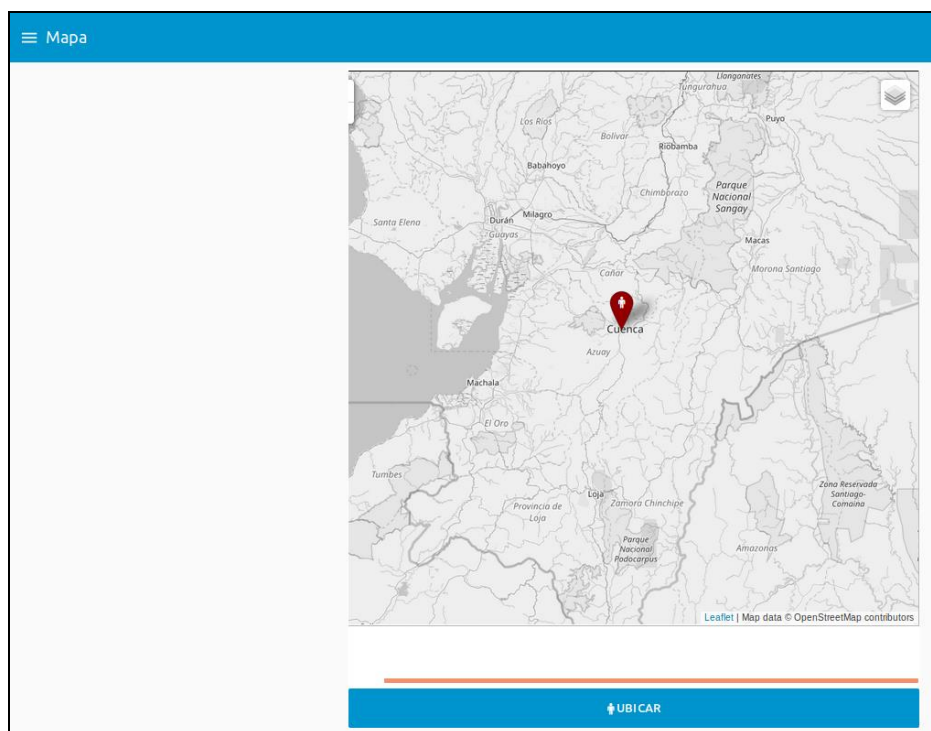 Mapa
Llanganates
Tungurahua
Los Ríos
Puyo
Bolívar
Riobamba
Babahoyo
Chimborazo
Parque
Nacional
Sangay
Santa Elena
Durán
Milagro
Guayas
Macas
Cañar
Morona Santiago
Cuenca
Azuay
Machala
El Oro
Tumbes
Zona Reservada
Santiago-
Comaina
Loja
Zamora Chinchipe
Provincia de
Loja
Parque
Nacional
Podocarpus
Amazonas
Leaflet | Map data © OpenStreetMap contributors
UBICAR